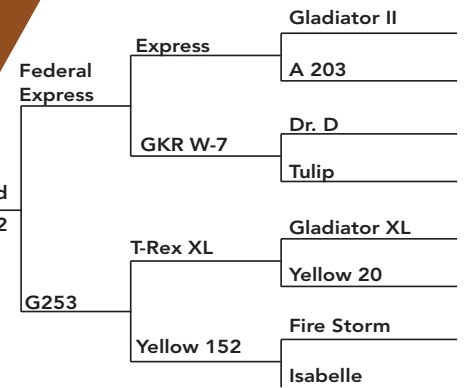 Gladiator II
Express
A 203
Federal
Express
Dr. D
GKR W-7
Tulip
d
2
Gladiator XL
T-Rex XL
Yellow 20
G253
Fire Storm
Yellow 152
Isabelle